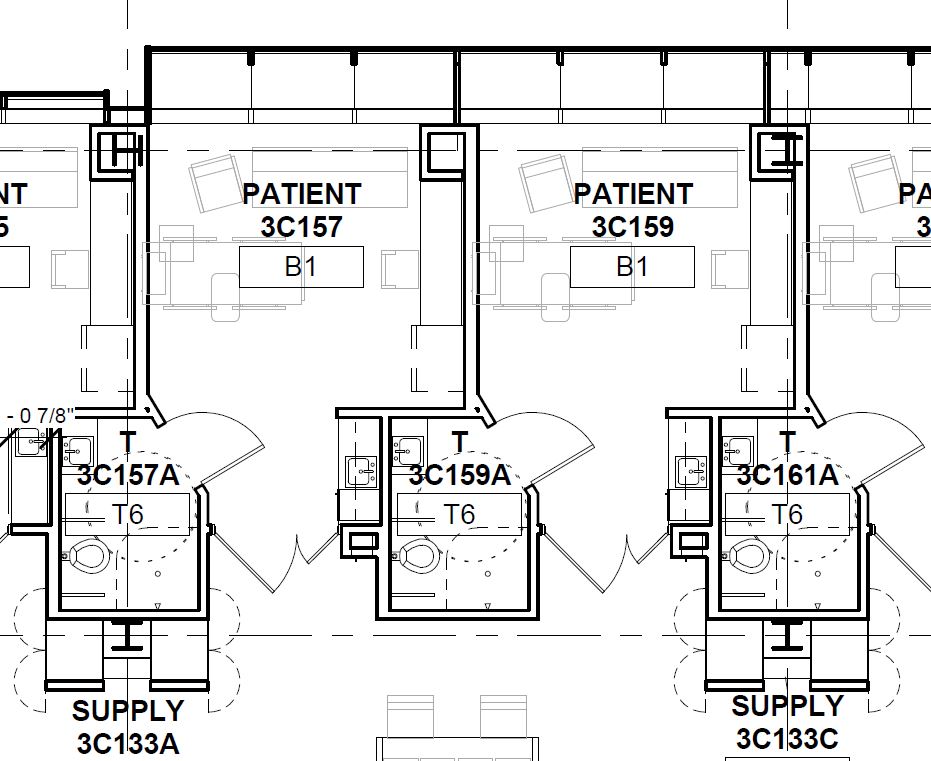 NT
5
PATIENT
3C157
B1
PATIENT
3C159
B1
PA
3
- 0 7/8"
T
3C157A
T6
T
3C159A
T6
T
3C161A
T6
SUPPLY
3C133A
SUPPLY
3C133C